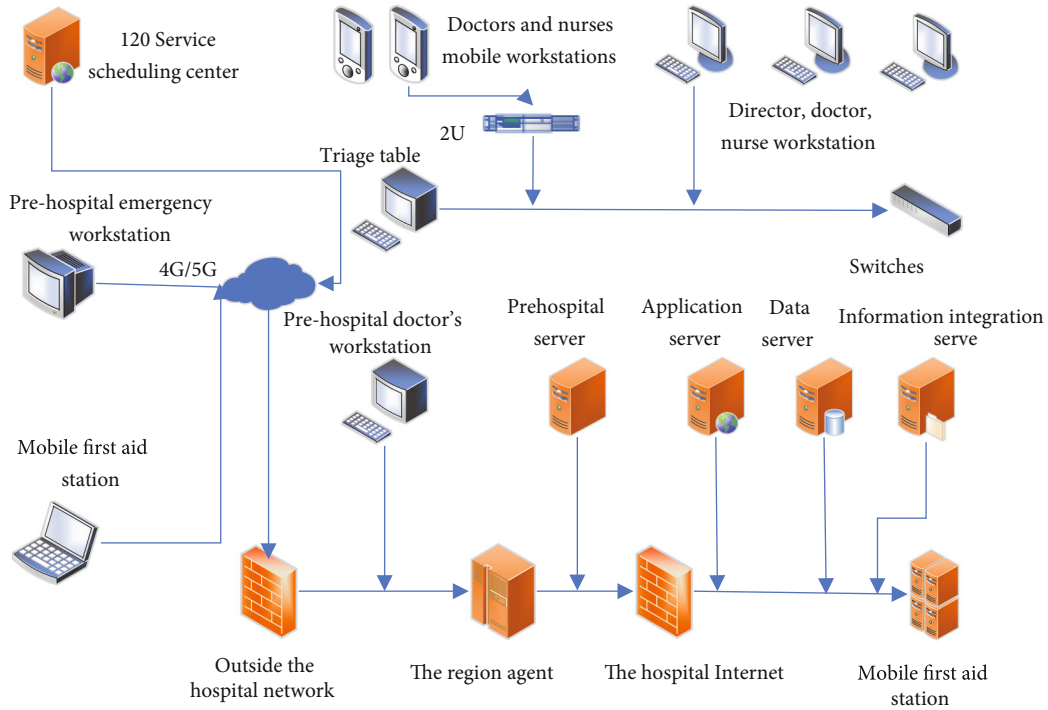 120 Service
scheduling center
Doctors and nurses
mobile workstations
2U
Director, doctor,
nurse workstation
Triage table
Pre-hospital emergency
workstation
4G/5G
Switches
Pre-hospital doctor's
workstation
Prehospital
server
Application
server
Data
server
Information integration
serve
Mobile first aid
station
Outside the
hospital network
The region agent
The hospital Internet
Mobile first aid
station